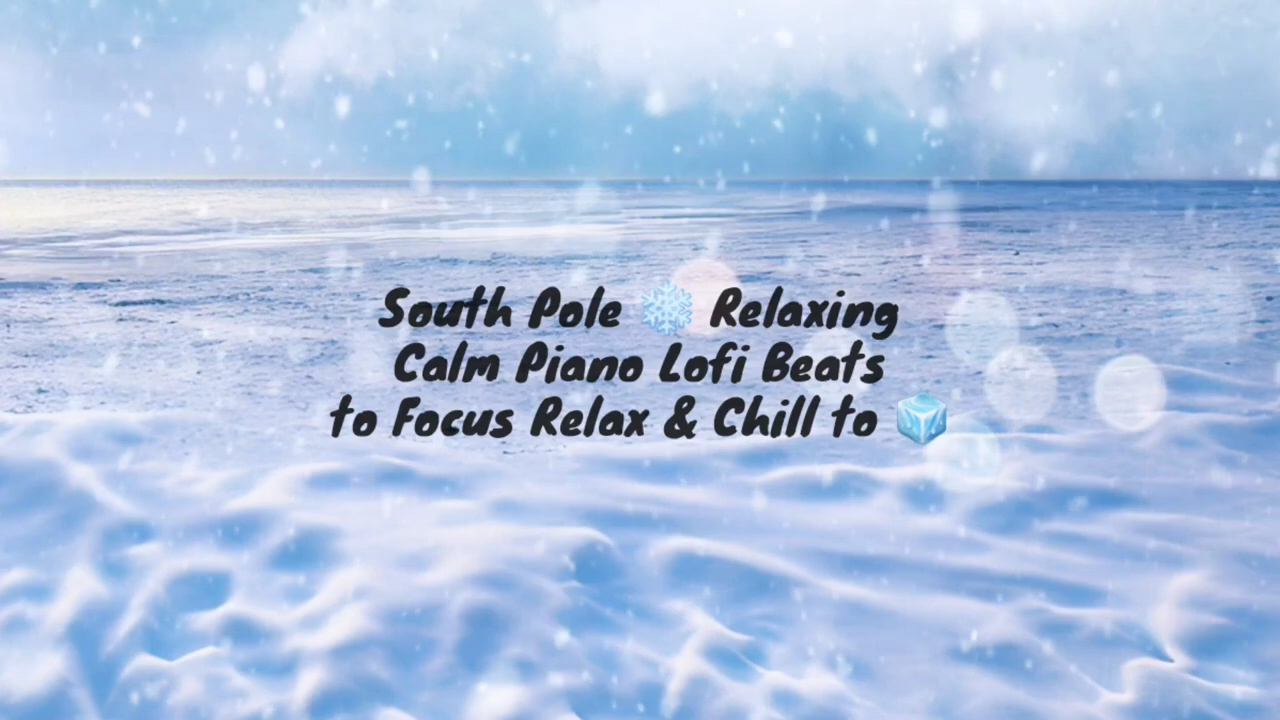 South Pole ❄️ Relaxing
Calm Piano Lofi Beats
to Focus Relax & Chill to 🧊